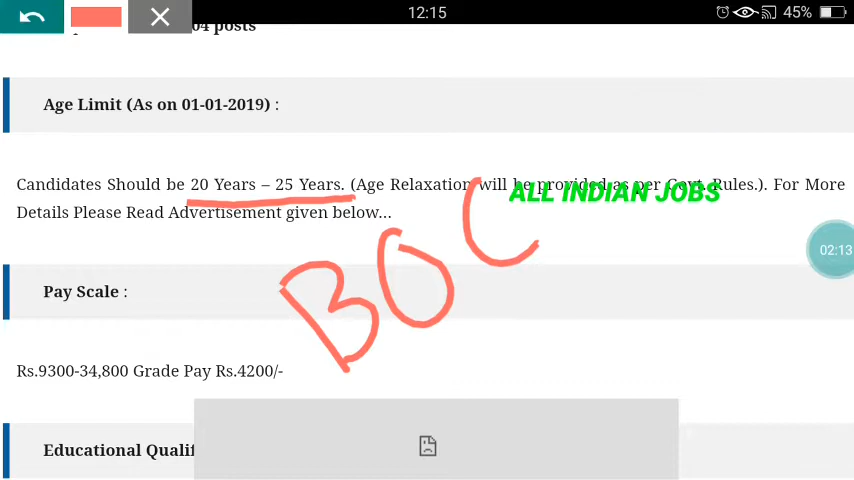 12:15
45%
04 posts
Age Limit (As on 01-01-2019) :
Candidates Should be 20 Years – 25 Years. (Age Relaxation will be provided as per Govt. Rules.). For More
Details Please Read Advertisement given below...
ALL INDIAN JOBS
BOC
02:13
Pay Scale :
Rs.9300-34,800 Grade Pay Rs.4200/-
Educational Qualif